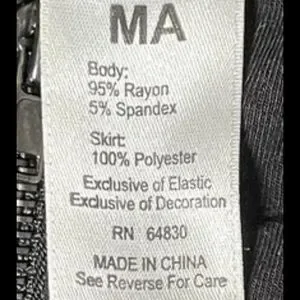 MA
Body:
95% Rayon
5% Spandex
Skirt:
100% Polyester
Exclusive of Elastic
Exclusive of Decoration
RN 64830
MADE IN CHINA
See Reverse For Care